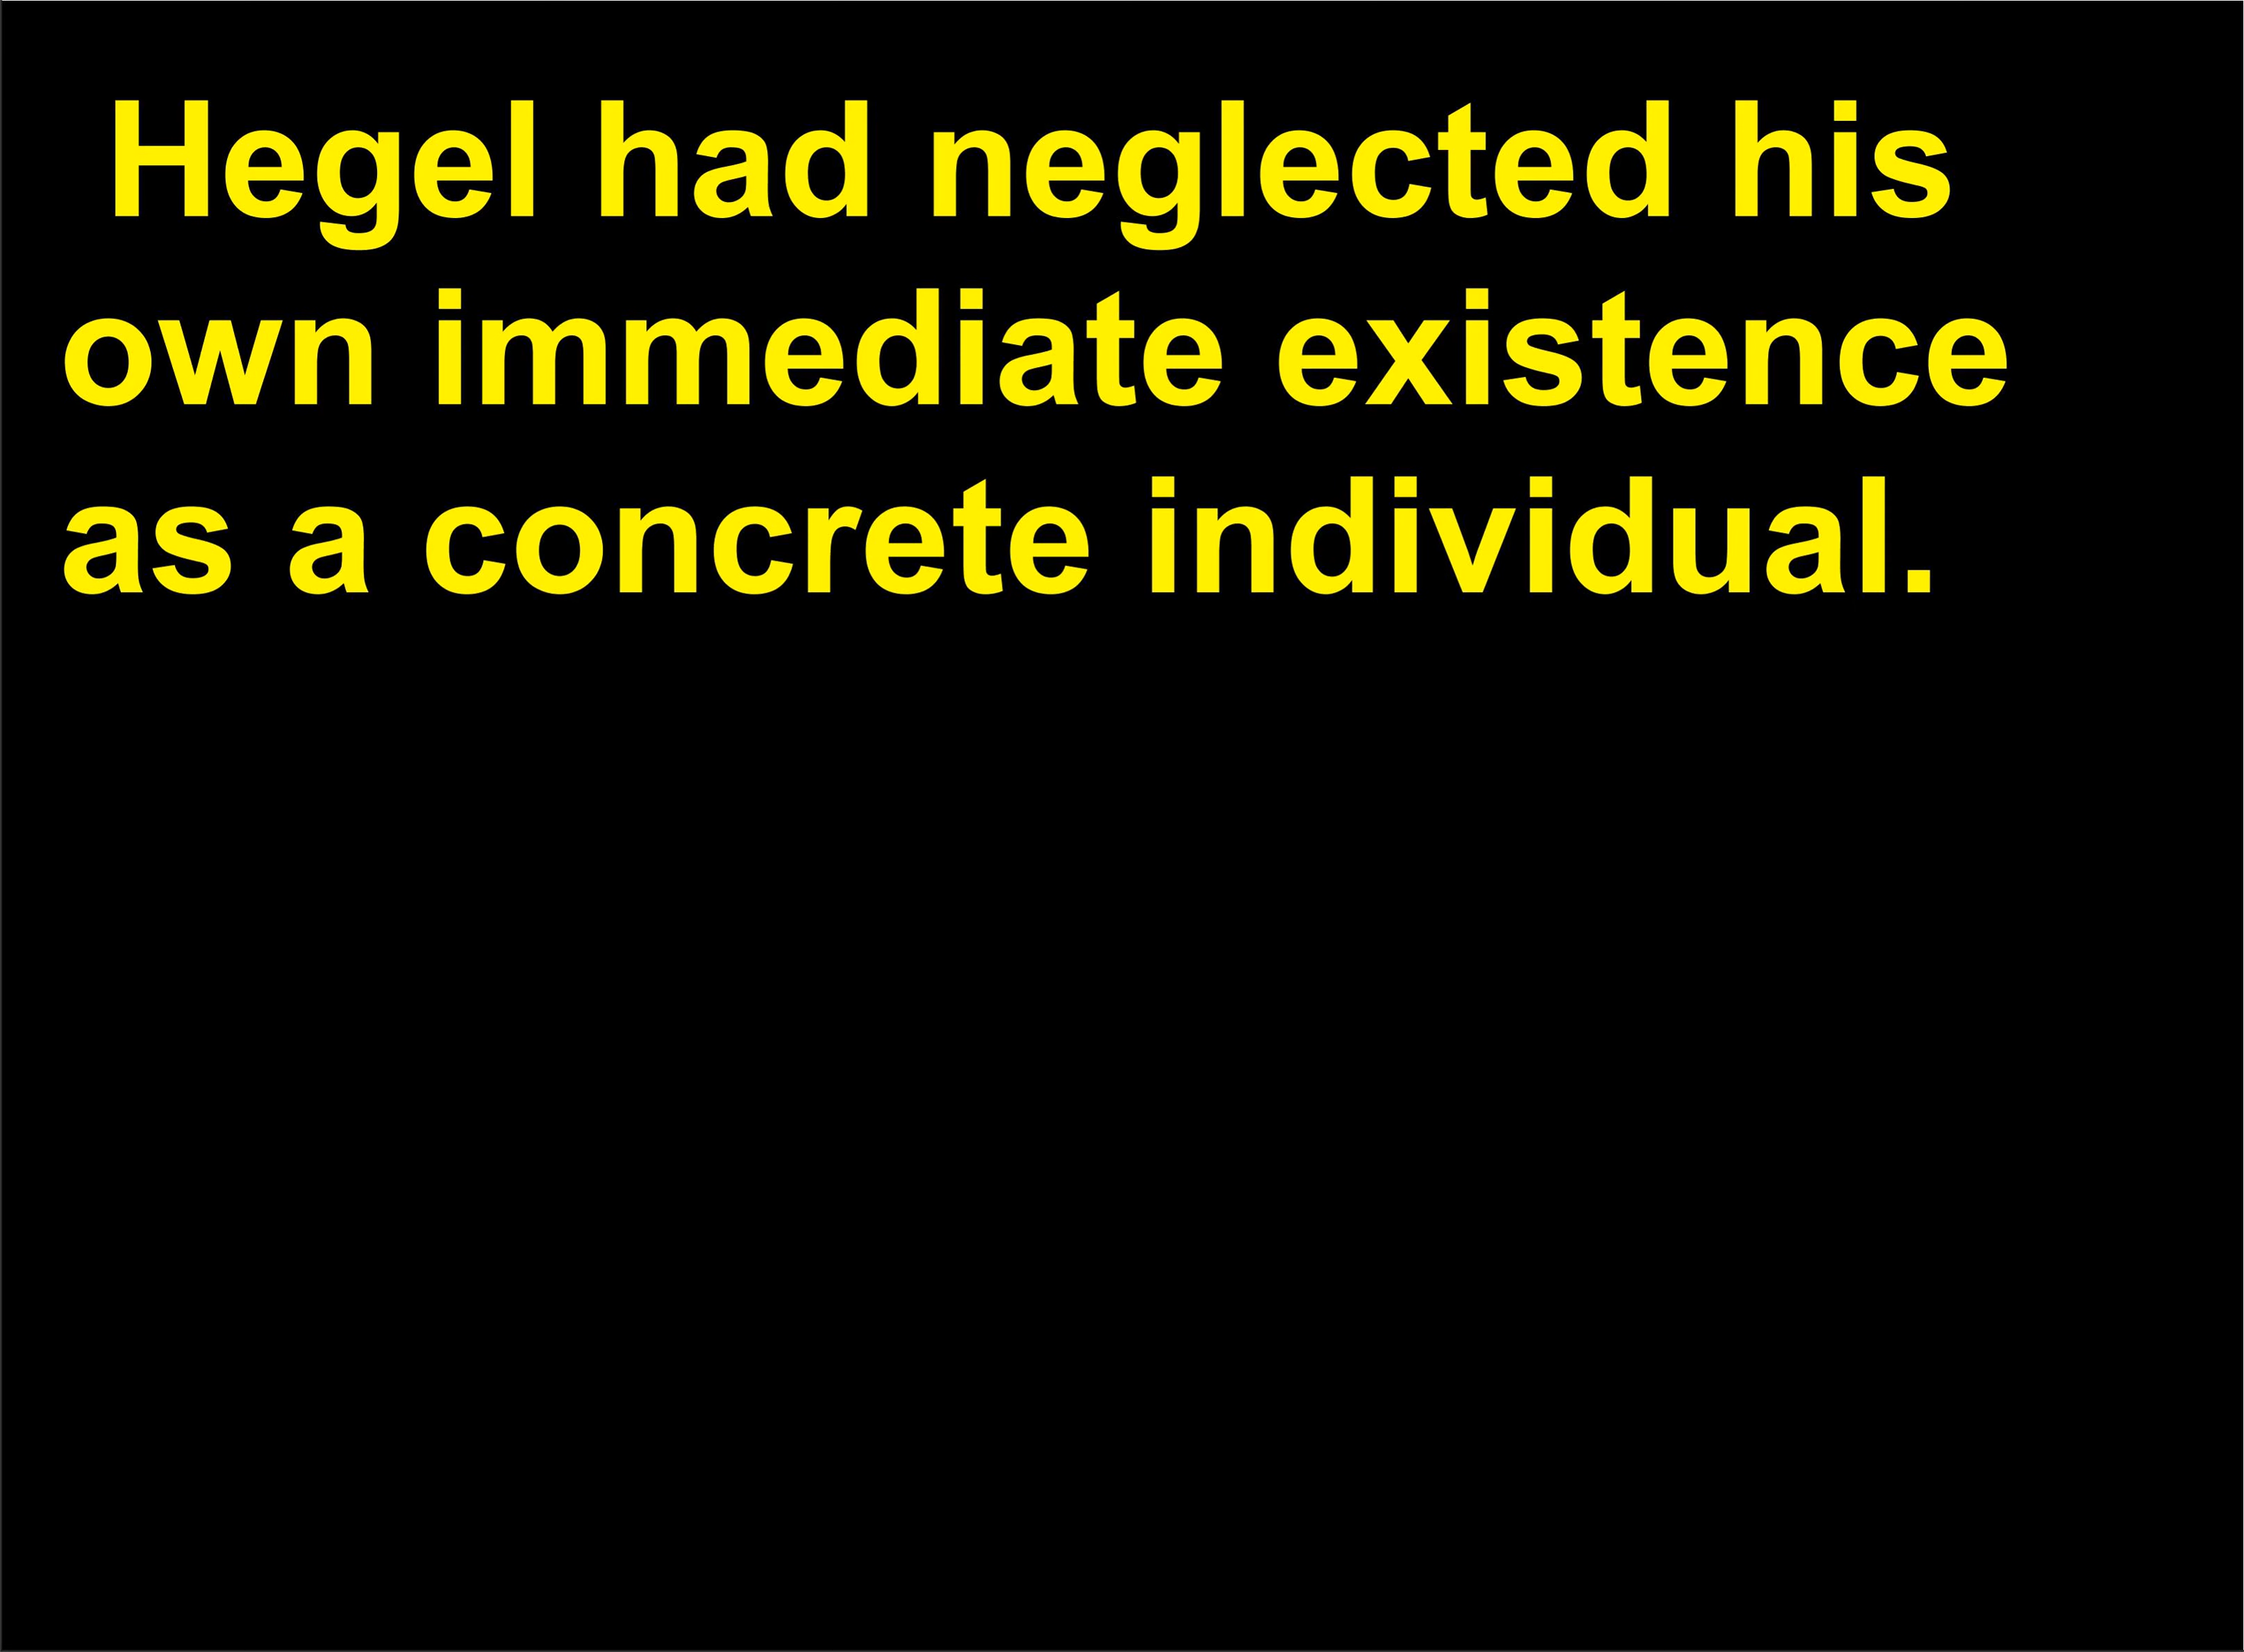 Hegel had neglected his
own immediate existence
as a concrete individual.